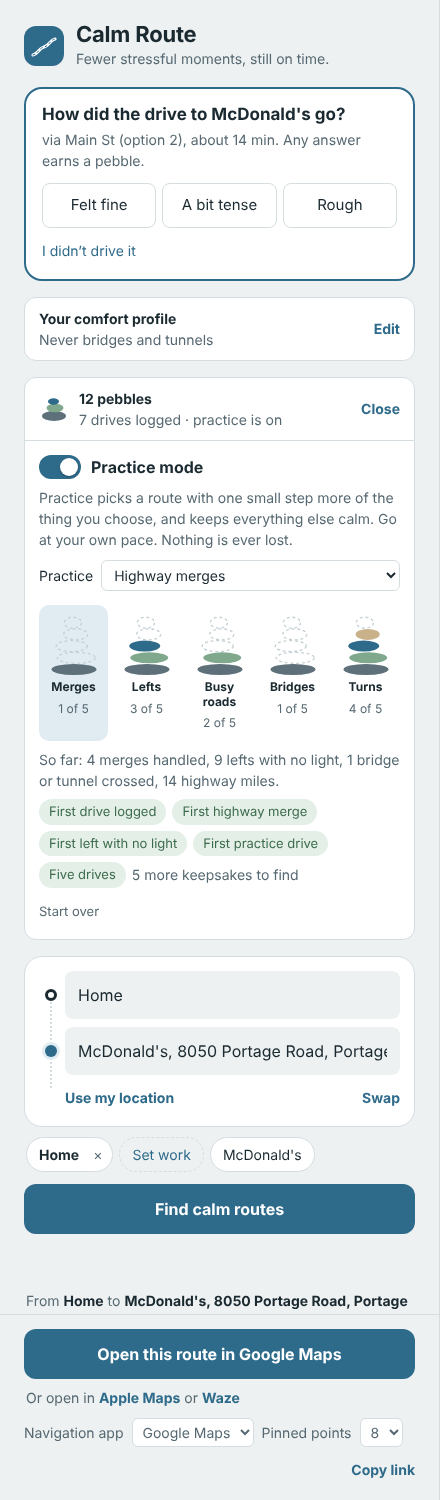 Calm Route
Fewer stressful moments, still on time.
How did the drive to McDonald's go?
via Main St (option 2), about 14 min. Any answer
earns a pebble.
Felt fine
A bit tense
Rough
I didn’t drive it
Your comfort profile
Never bridges and tunnels
Edit
12 pebbles
7 drives logged · practice is on
Close
Practice mode
Practice picks a route with one small step more of the
thing you choose, and keeps everything else calm. Go
at your own pace. Nothing is ever lost.
Practice
Highway merges
Merges
1 of 5
Lefts
3 of 5
Busy
roads
2 of 5
Bridges
1 of 5
Turns
4 of 5
So far: 4 merges handled, 9 lefts with no light, 1 bridge
or tunnel crossed, 14 highway miles.
First drive logged
First highway merge
First left with no light
First practice drive
Five drives
5 more keepsakes to find
Start over
Home
McDonald's, 8050 Portage Road, Portage
Use my location
Swap
Home ×
Set work
McDonald's
Find calm routes
From Home to McDonald's, 8050 Portage Road, Portage
Open this route in Google Maps
Or open in Apple Maps or Waze
Navigation app
Google Maps
Pinned points
8
Copy link